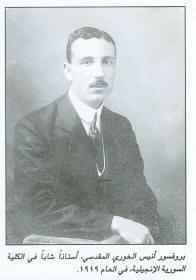 بروفسور أنيس الخوري المقدسي، أستاذاً شاباً في الكلية
السورية الإنجيلية، في العام ١٩١٩.